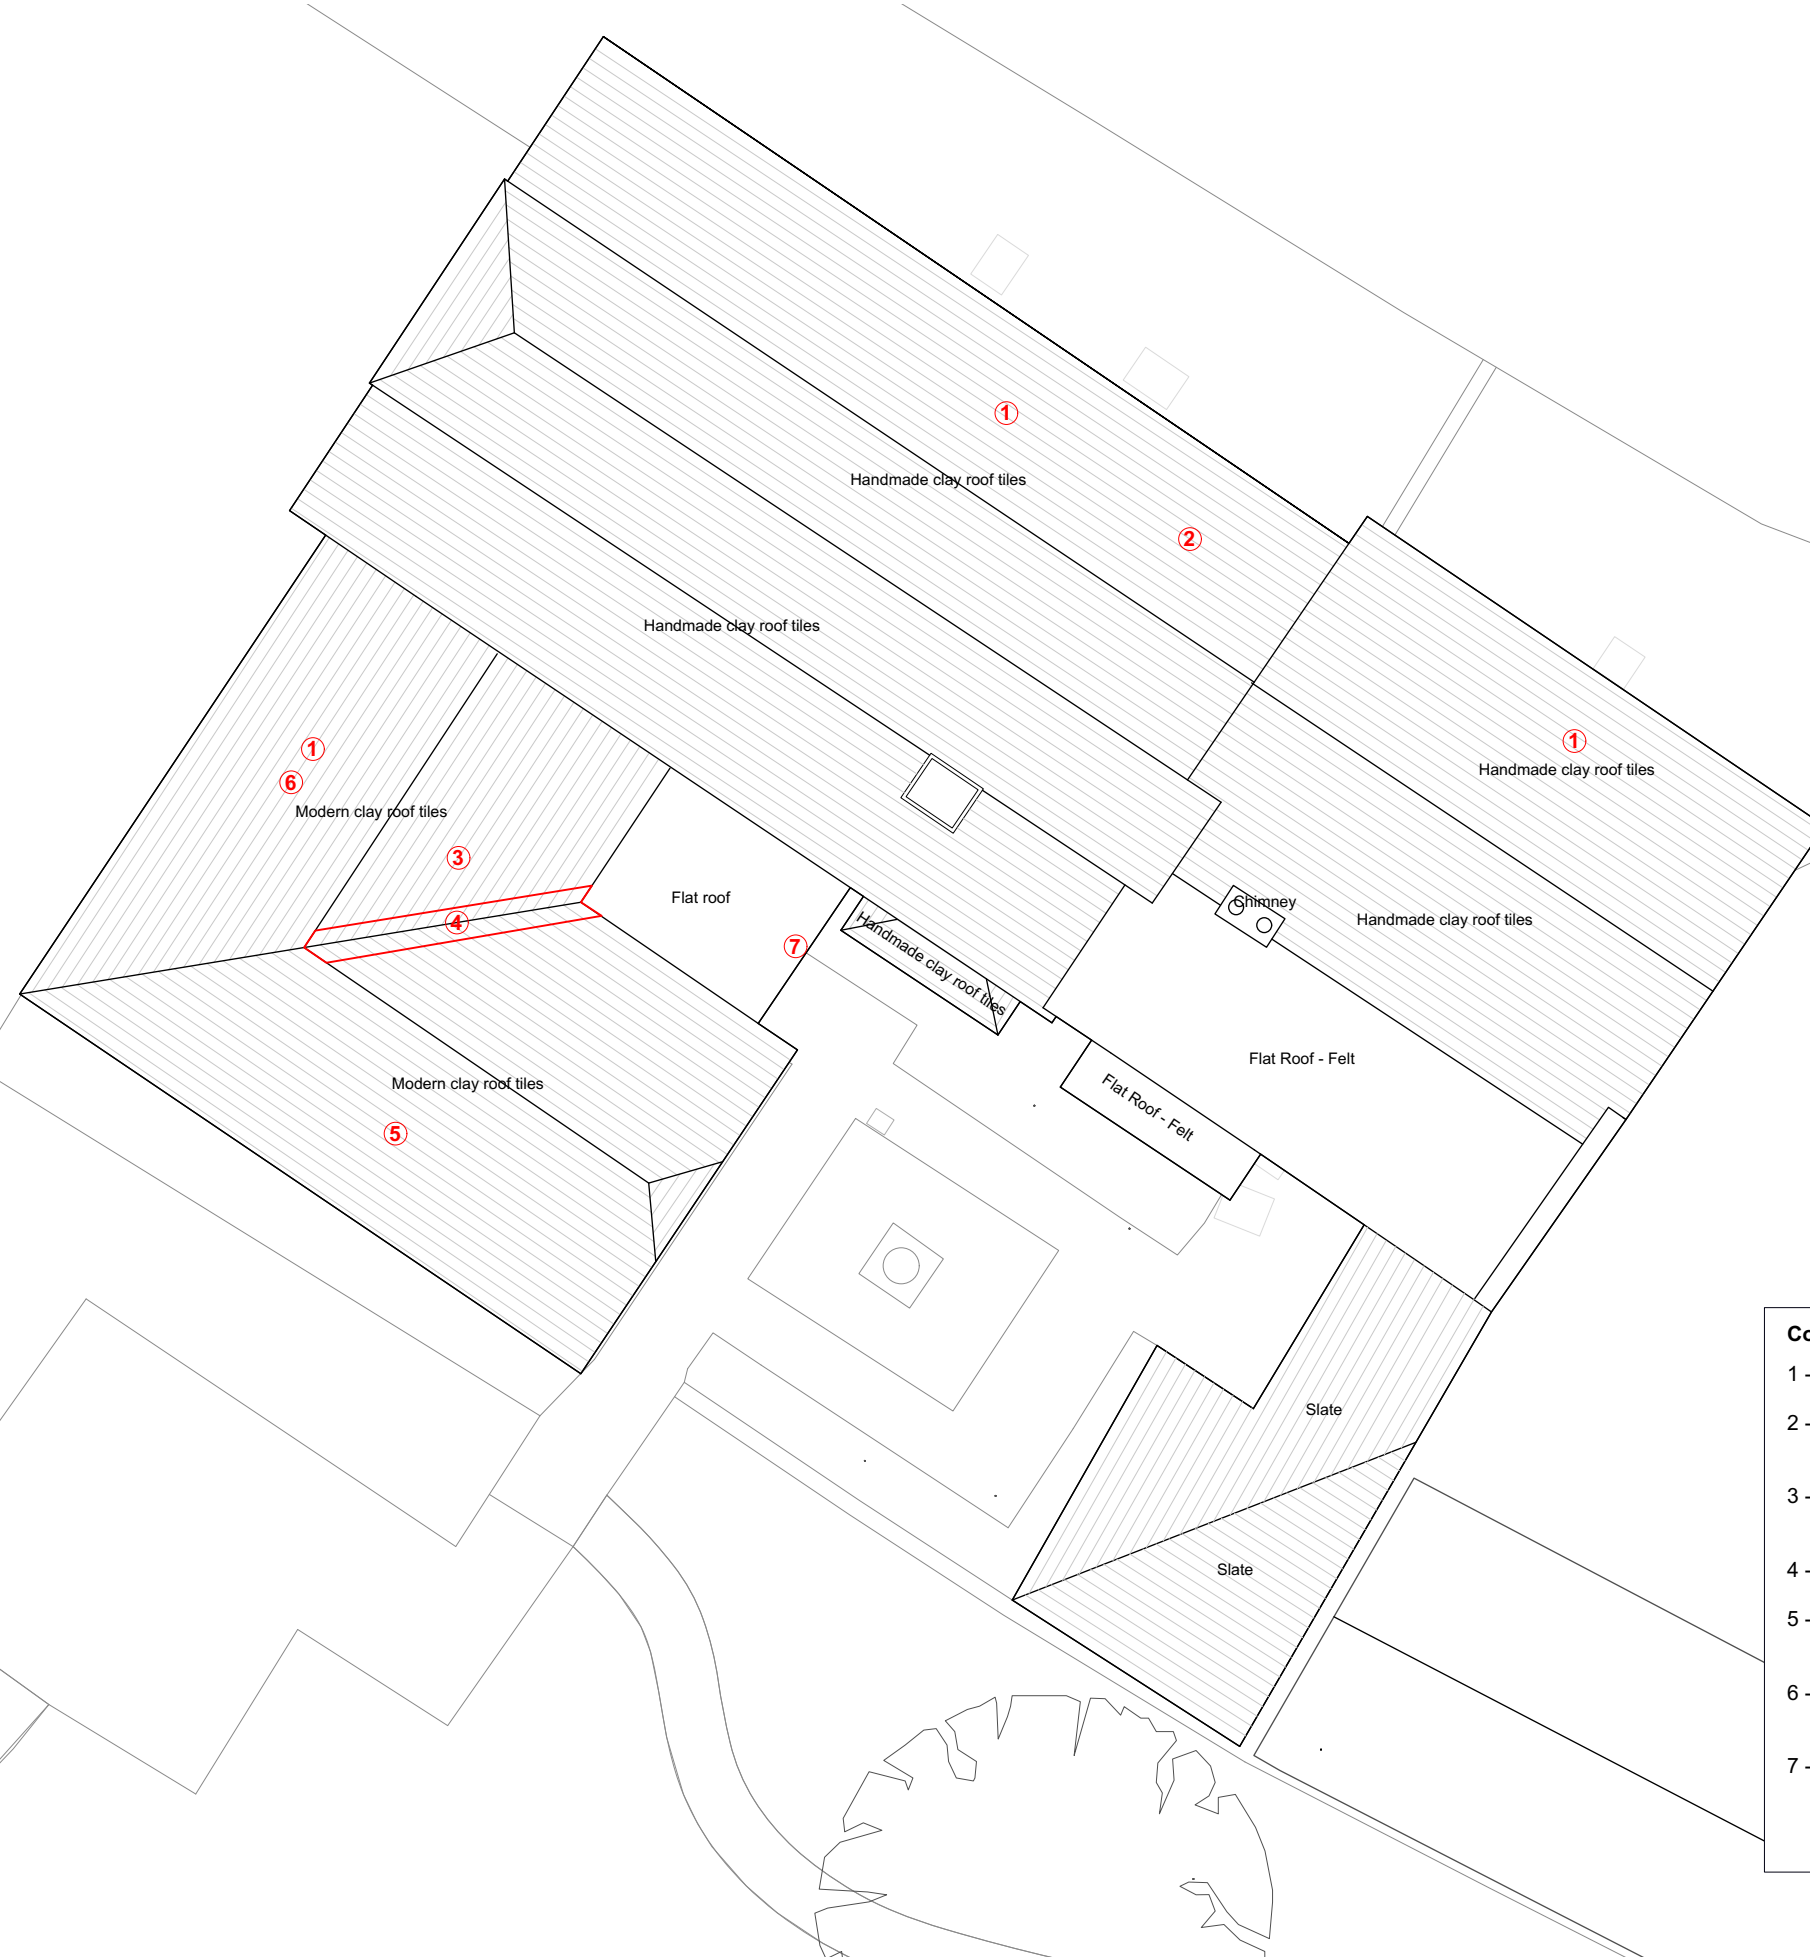 1
Handmade clay roof tiles
2
Handmade clay roof tiles
1
Handmade clay roof tiles
1
6
Modern clay roof tiles
3
4
Flat roof
7
Handmade clay roof tiles
Chimney
Handmade clay roof tiles
Flat Roof - Felt
Flat Roof - Felt
Modern clay roof tiles
5
Slate
Slate
1 -
2 -
3 -
4 -
5 -
6 -
7 -